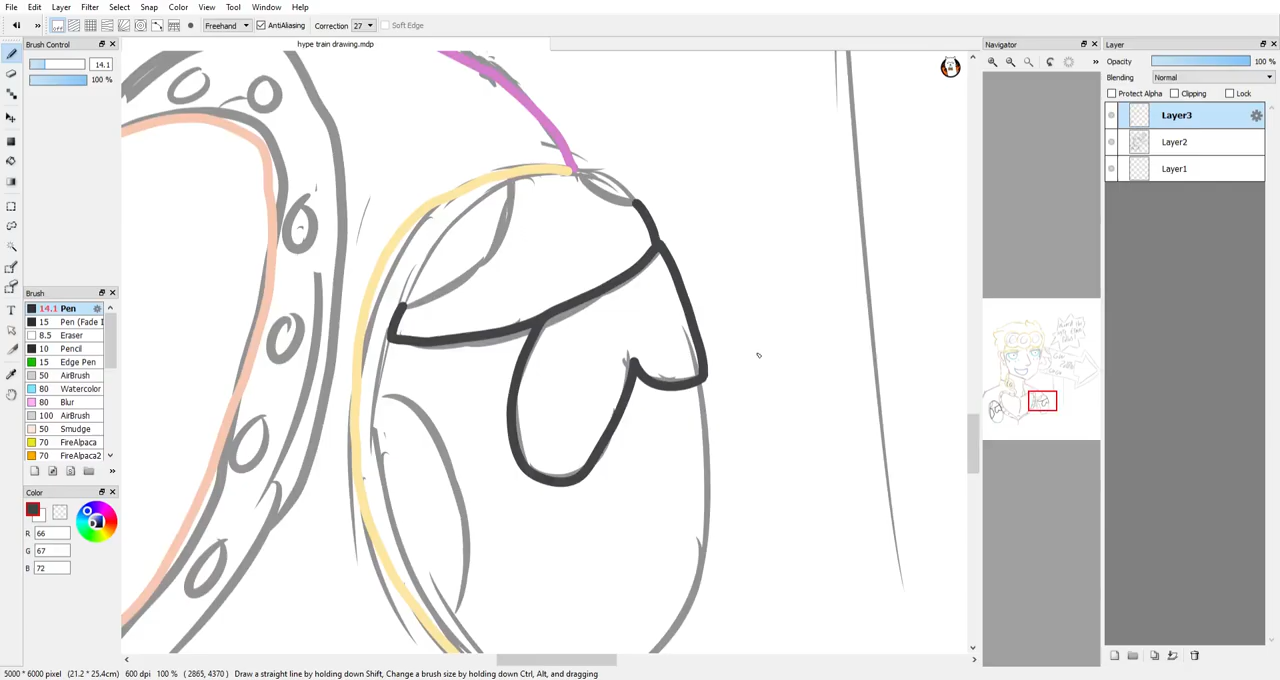 File Edit Layer Filter Select Snap Color View Tool Window Help
Freehand AntiAliasing Correction 27 Soft Edge
Brush Control
14.1
100 %
hype train drawing.mdp
Navigator
Layer
Opacity 100 %
Blending Normal
Protect Alpha Clipping Lock
Layer3
Layer2
Layer1
Brush
14.1 Pen
15 Pen (Fade I
8.5 Eraser
10 Pencil
15 Edge Pen
50 AirBrush
80 Watercolor
80 Blur
100 AirBrush
50 Smudge
70 FireAlpaca
70 FireAlpaca2
Color
R 66
G 67
B 72
5000 * 6000 pixel (21.2 * 25.4cm) 600 dpi 100 % ( 2865, 4370 ) Draw a straight line by holding down Shift, Change a brush size by holding down Ctrl, Alt, and dragging